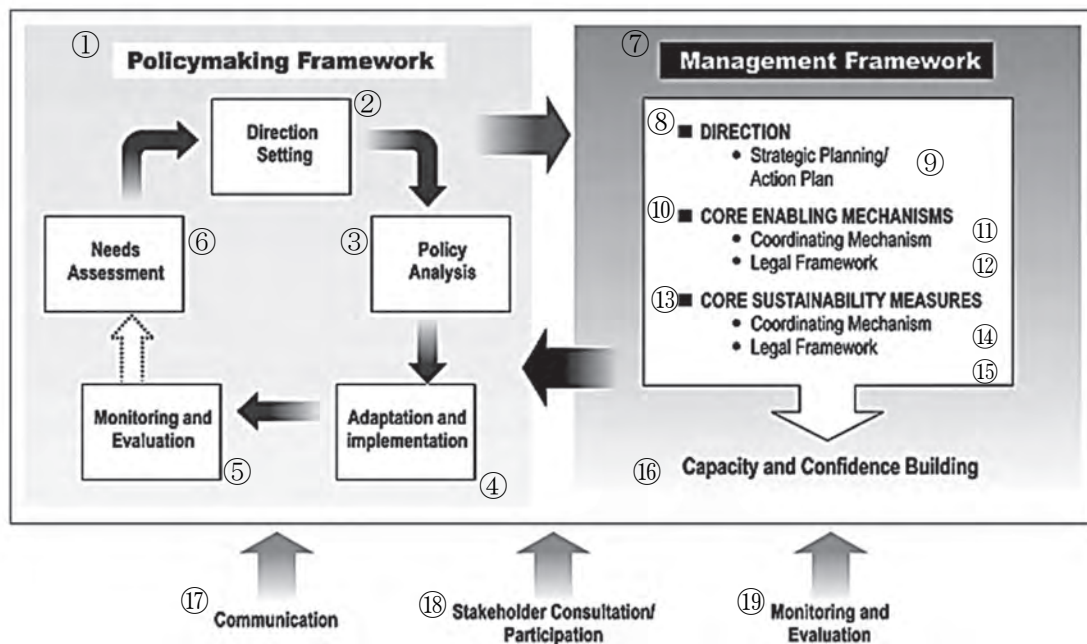 ① Policymaking Framework
② Direction
Setting
③ Policy
Analysis
Adaptation and
implementation
④
Monitoring and
Evaluation
⑤
Needs
Assessment
⑥
⑦ Management Framework
⑧ ■ DIRECTION
• Strategic Planning/
Action Plan
⑨
⑩ ■ CORE ENABLING MECHANISMS
• Coordinating Mechanism ⑪
• Legal Framework ⑫
⑬ ■ CORE SUSTAINABILITY MEASURES
• Coordinating Mechanism ⑭
• Legal Framework
⑮
⑯ Capacity and Confidence Building
⑰ Communication
⑱ Stakeholder Consultation/
Participation
⑲ Monitoring and
Evaluation